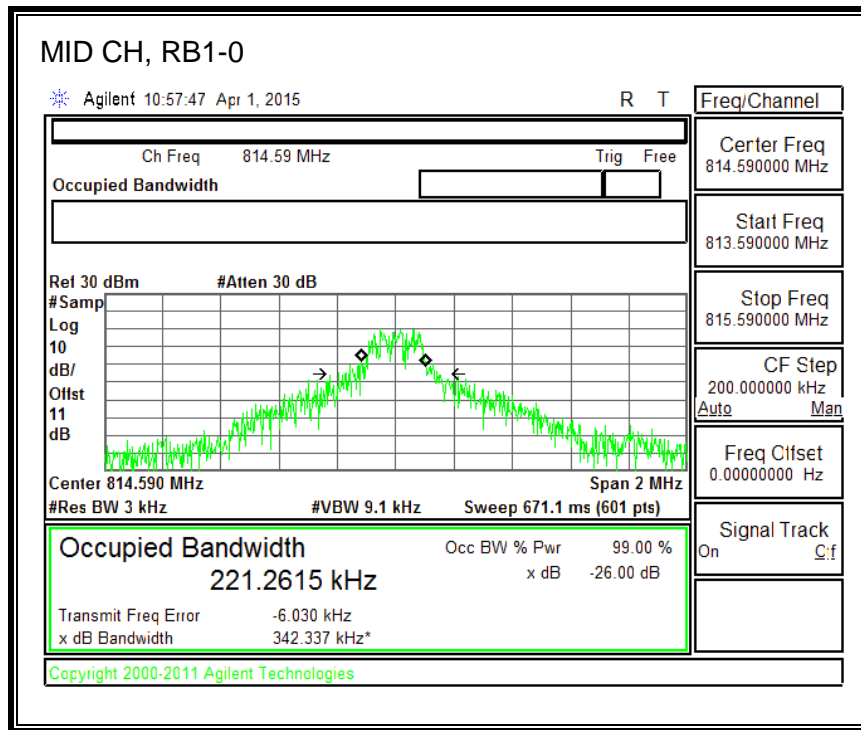 MID CH, RB1-0
Agilent 10:57:47 Apr 1, 2015 R T
Freq/Channel
Ch Freq 814.59 MHz Trig Free
Occupied Bandwidth
Center Freq
814.590000 MHz
Start Freq
813.590000 MHz
Stop Freq
815.590000 MHz
CF Step
200.000000 kHz
Auto Man
Freq Offset
0.00000000 Hz
Signal Track
On Off
Ref 30 dBm #Atten 30 dB
#Samp
Log
10
dB/
Offst
11
dB
Center 814.590 MHz Span 2 MHz
#Res BW 3 kHz #VBW 9.1 kHz Sweep 671.1 ms (601 pts)
Occupied Bandwidth
221.2615 kHz
Occ BW % Pwr 99.00 %
x dB -26.00 dB
Transmit Freq Error -6.030 kHz
x dB Bandwidth 342.337 kHz*
Copyright 2000-2011 Agilent Technologies